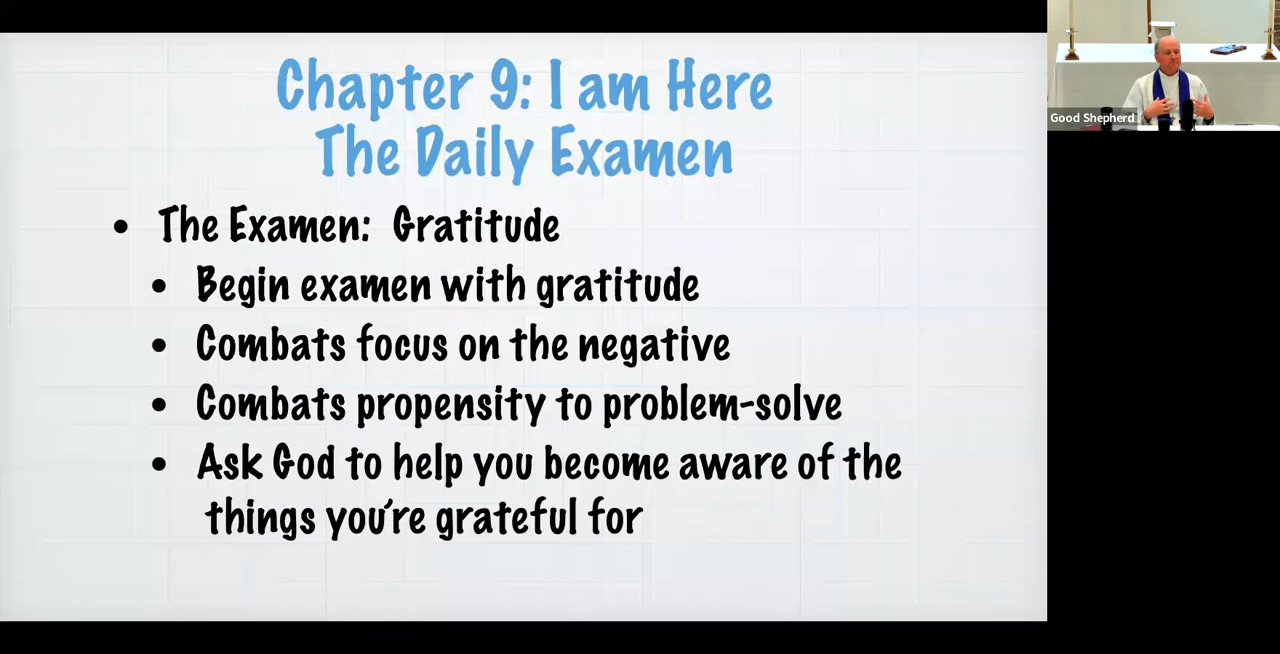 Chapter 9: I am Here
The Daily Examen
• The Examen: Gratitude
• Begin examen with gratitude
• Combats focus on the negative
• Combats propensity to problem-solve
• Ask God to help you become aware of the
things you're grateful for
Good Shepherd